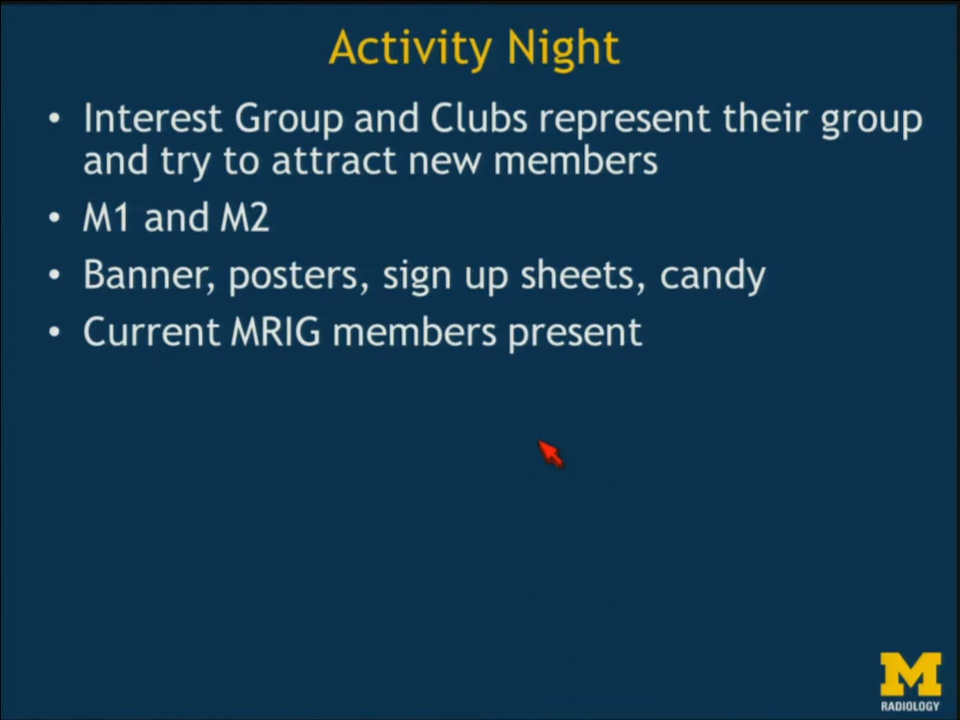 Activity Night
• Interest Group and Clubs represent their group
and try to attract new members
• M1 and M2
• Banner, posters, sign up sheets, candy
• Current MRIG members present
M
RADIOLOGY